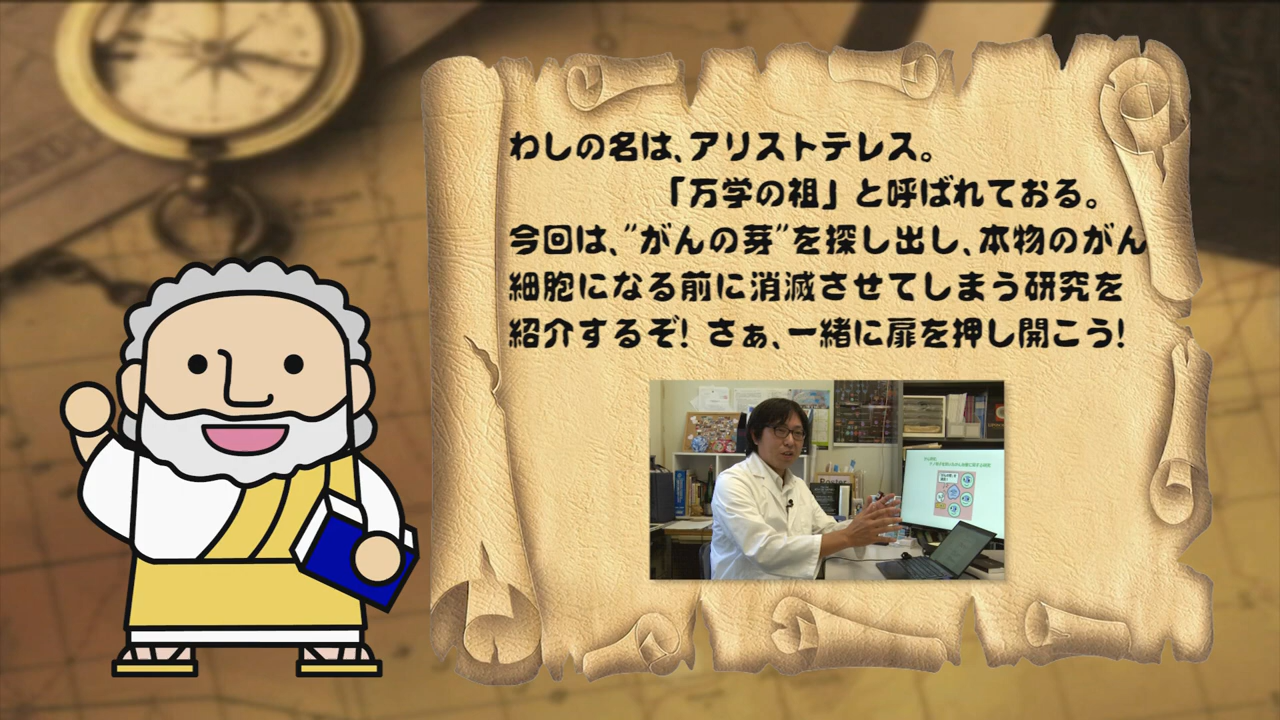 わしの名は、アリストテレス。
「万学の祖」と呼ばれておる。
今回は、"がんの芽"を探し出し、本物のがん
細胞になる前に消滅させてしまう研究を
紹介するぞ! さぁ、一緒に扉を押し開こう!